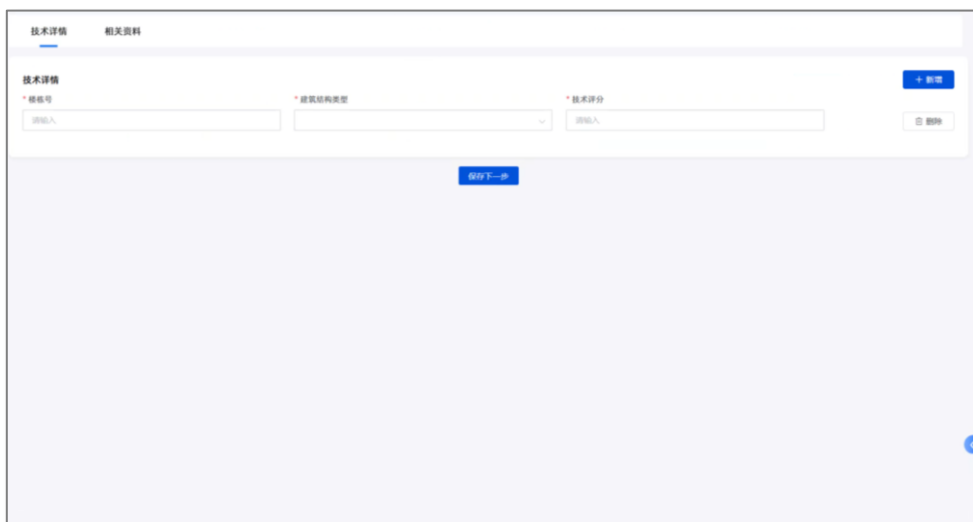 技术详情 相关资料
技术详情 + 新增
* 楼栋号 * 建筑结构类型 * 技术评分
请输入 请输入 删除
保存下一步